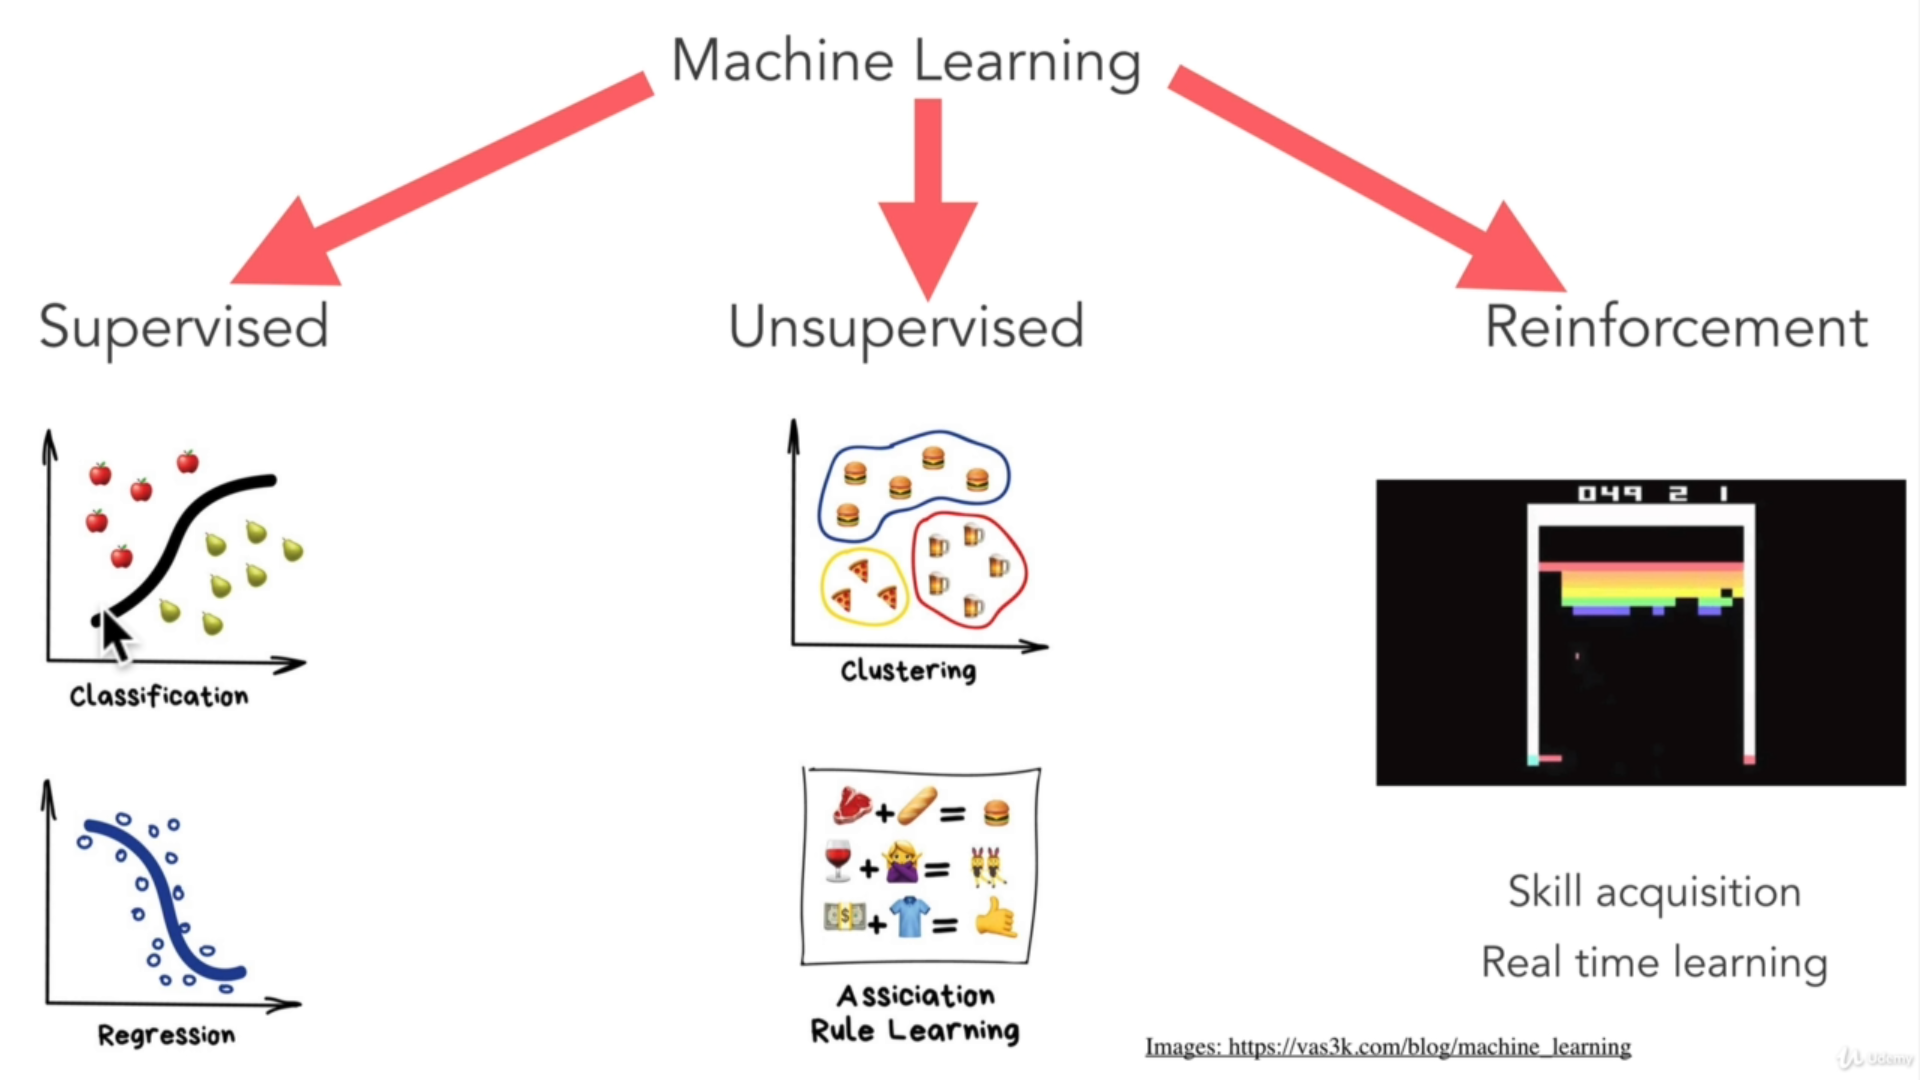 Machine Learning
Supervised
Unsupervised
Reinforcement
Classification
Regression
Clustering
Assiciation
Rule Learning
049 2 1
Skill acquisition
Real time learning
Images: https://vas3k.com/blog/machine_learning
Udemy